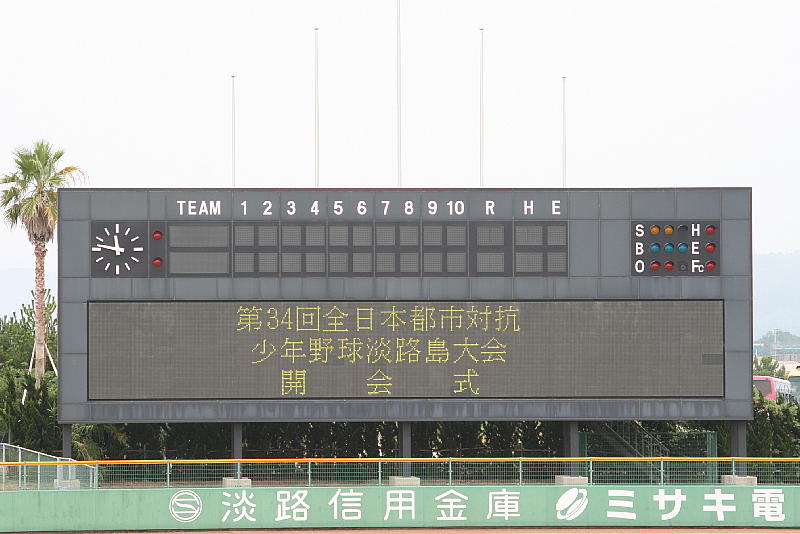 TEAM 1 2 3 4 5 6 7 8 9 10 R H E
S H
B E
O Fc
第34回全日本都市対抗
少年野球淡路島大会
開 会 式
淡路信用金庫 ミサキ電